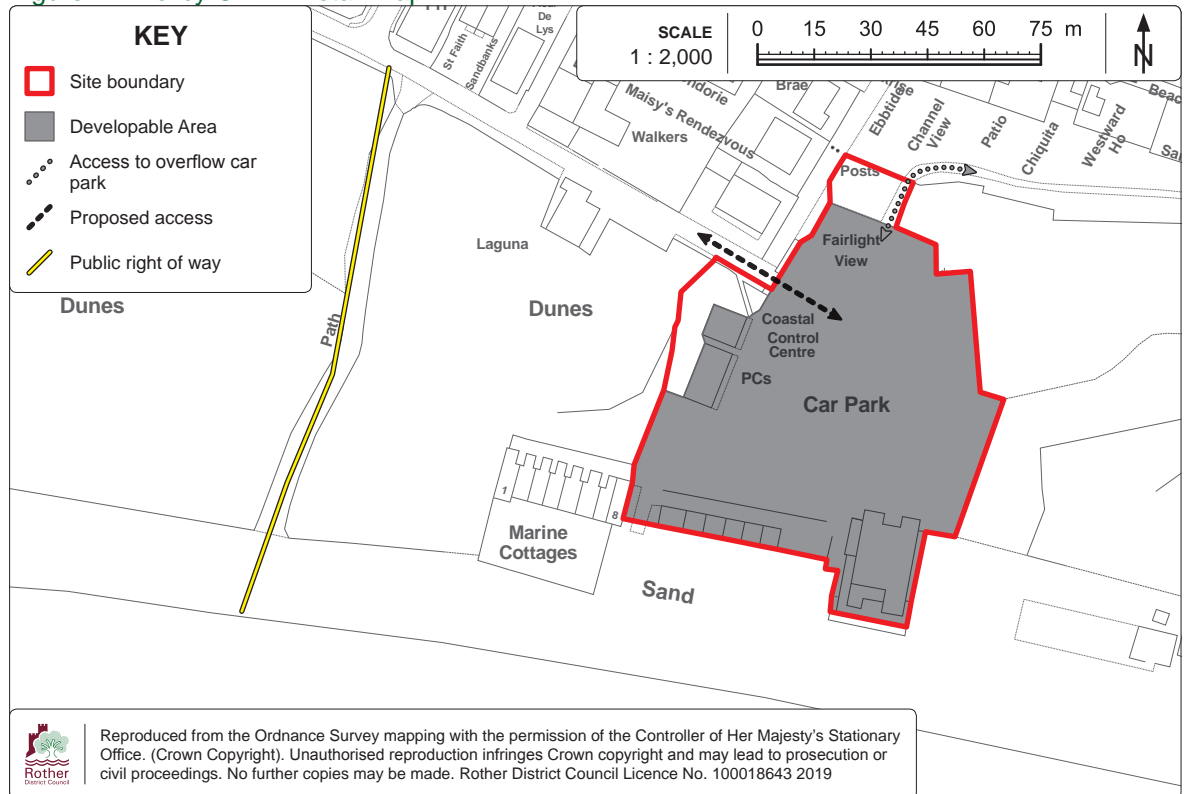 KEY
Site boundary
Developable Area
Access to overflow car
park
Proposed access
Public right of way
SCALE
1 : 2,000
0 15 30 45 60 75 m
N
De
Lys
St Faith
Sandbanks
Maisy's Rendezvous
Walkers
Brae
Ebbtide
Channel
View
Patio
Chiquita
Westward
Ho
Posts
Fairlight
View
Laguna
Dunes
Dunes
Path
Coastal
Control
Centre
PCs
Car Park
1
8
Marine
Cottages
Sand
Rother
District Council
Reproduced from the Ordnance Survey mapping with the permission of the Controller of Her Majesty's Stationary
Office. (Crown Copyright). Unauthorised reproduction infringes Crown copyright and may lead to prosecution or
civil proceedings. No further copies may be made. Rother District Council Licence No. 100018643 2019